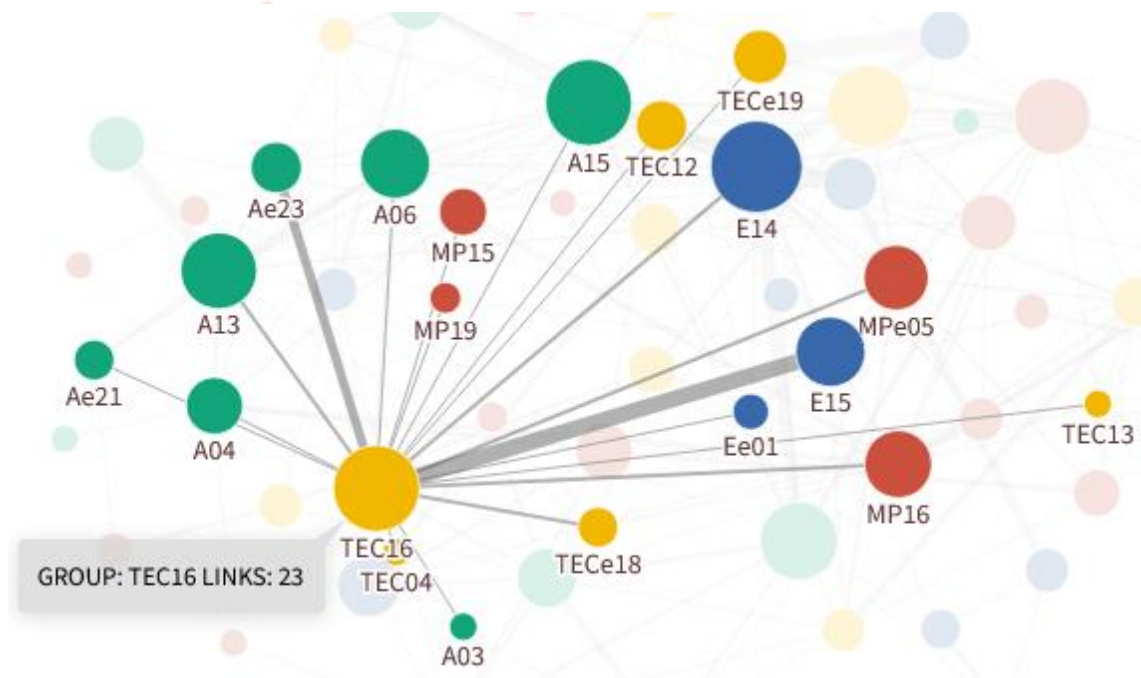 TECe19
A15
TEC12
Ae23
A06
E14
MP15
A13
MP19
MPe05
Ae21
E15
A04
Ee01
TEC13
MP16
TEC16
TECe18
GROUP: TEC16 LINKS: 23
TEC04
A03